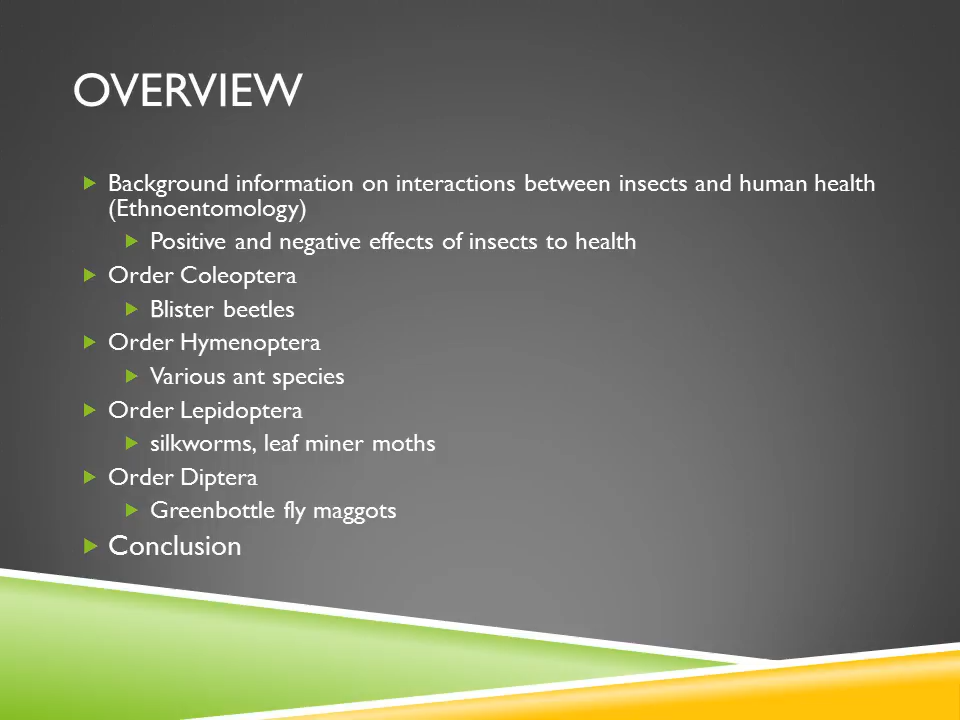 OVERVIEW
Background information on interactions between insects and human health
(Ethnoentomology)
Positive and negative effects of insects to health
Order Coleoptera
Blister beetles
Order Hymenoptera
Various ant species
Order Lepidoptera
silkworms, leaf miner moths
Order Diptera
Greenbottle fly maggots
Conclusion